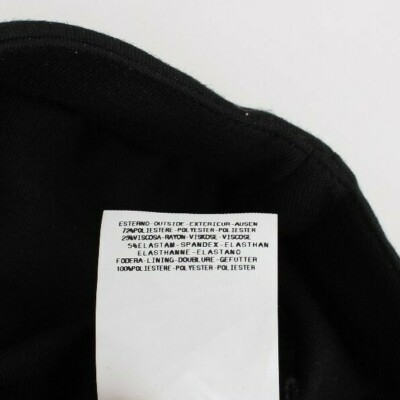 ESTERNO-OUTSIDE-EXTERIEUR-AUSEN
72%POLIESTERE-POLYESTER-POLIESTER
23%VISCOSA-RAYON-VISKOSE-VISCOSE
5%ELASTAM-SPANDEX-ELASTHAN
ELASTHANNE-ELASTANO
FODERA-LINING-DOUBLURE-GEFUTTER
100%POLIESTERE-POLYESTER-POLIESTER